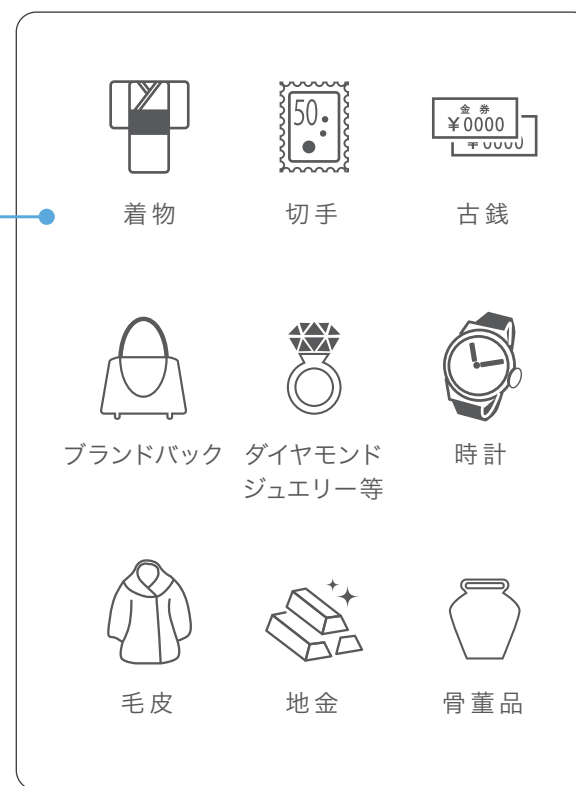 50
金券
¥0000
¥0000
着物
切手
古銭
ブランドバック
ダイヤモンド
ジュエリー等
時計
毛皮
地金
骨董品